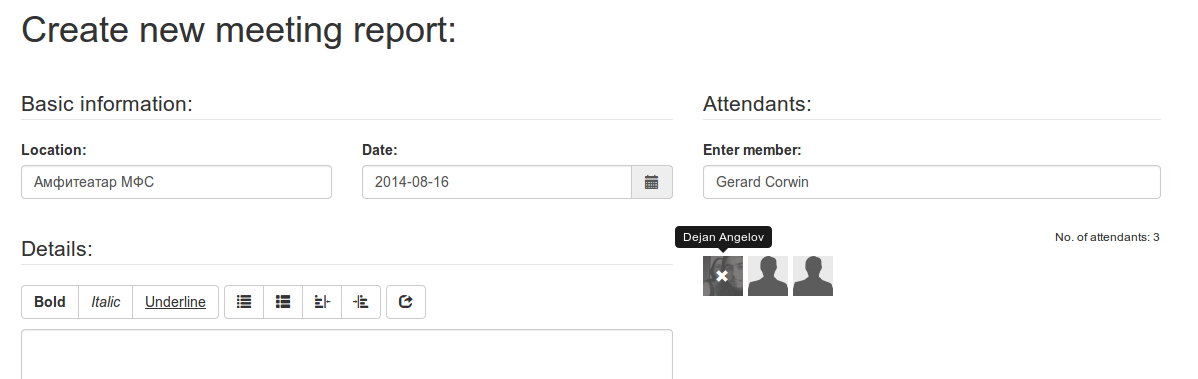 Create new meeting report:
Basic information:
Location:
Амфитеатар МФС
Date:
2014-08-16
Details:
Bold Italic Underline
Attendants:
Enter member:
Gerard Corwin
No. of attendants: 3
Dejan Angelov